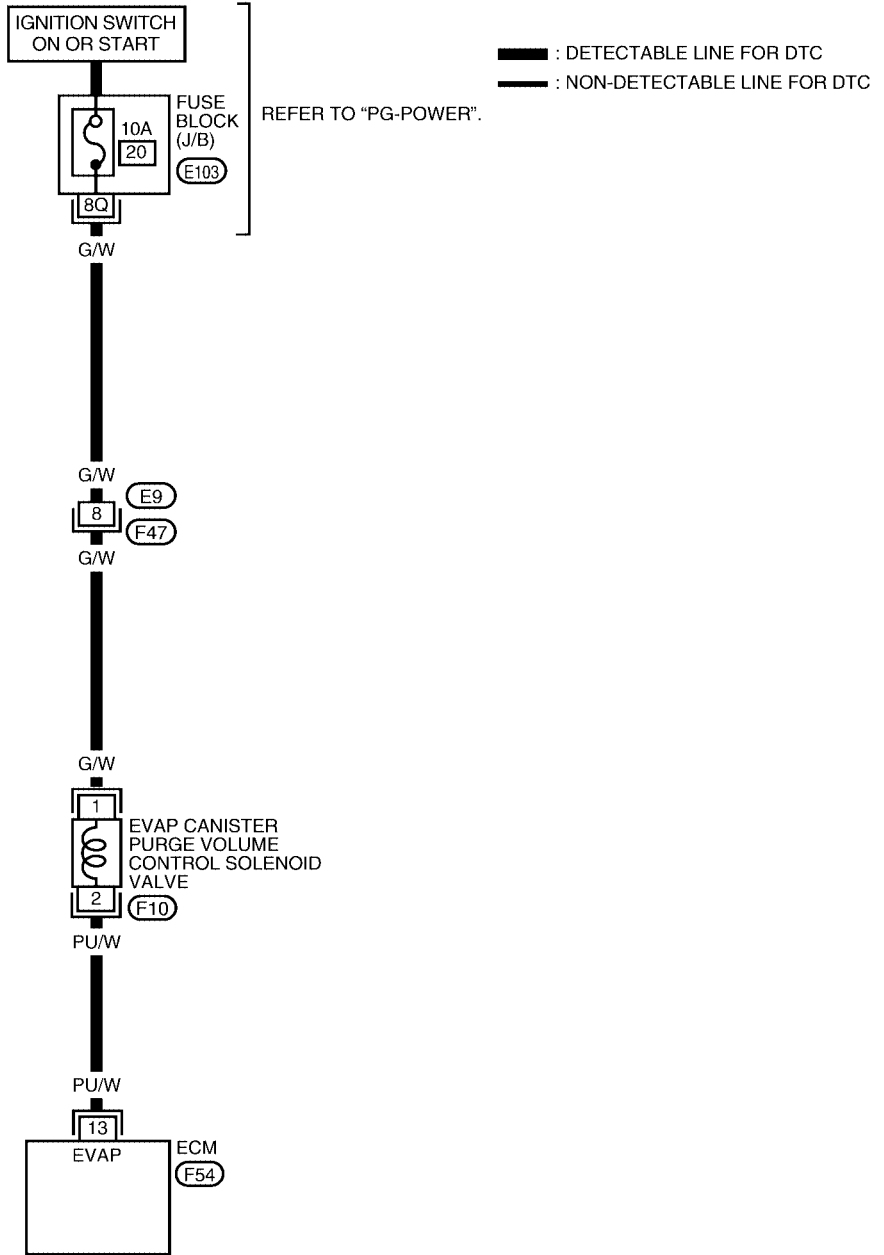 IGNITION SWITCH
ON OR START
: DETECTABLE LINE FOR DTC
: NON-DETECTABLE LINE FOR DTC
FUSE
BLOCK
(J/B)
REFER TO “PG-POWER”.
10A
20
E103
8Q
G/W
G/W
E9
8
F47
G/W
G/W
1
EVAP CANISTER
PURGE VOLUME
CONTROL SOLENOID
VALVE
2
F10
PU/W
PU/W
13
EVAP
ECM
F54